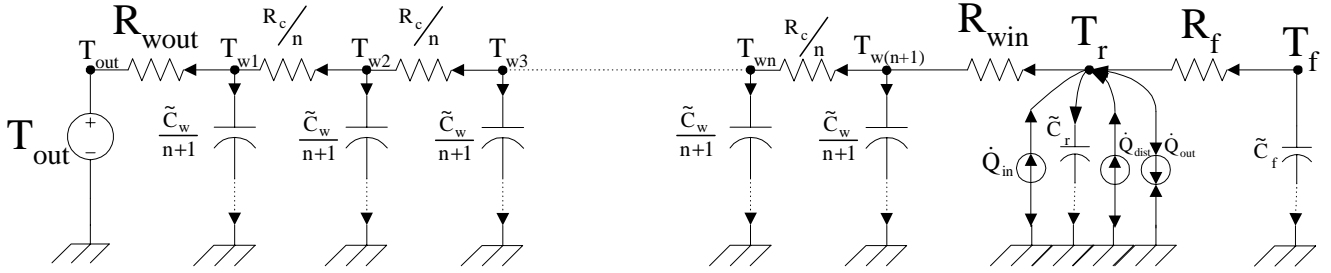 T_out
R_wout
T_w1
R_c/n
T_w2
R_c/n
T_w3
T_wn
R_c/n
T_w(n+1)
R_win
T_r
R_f
T_f
T_out
+
−
C̃_w
n+1
C̃_w
n+1
C̃_w
n+1
C̃_w
n+1
C̃_w
n+1
Q̇_in
C̃_r
Q̇_dist
Q̇_out
C̃_f